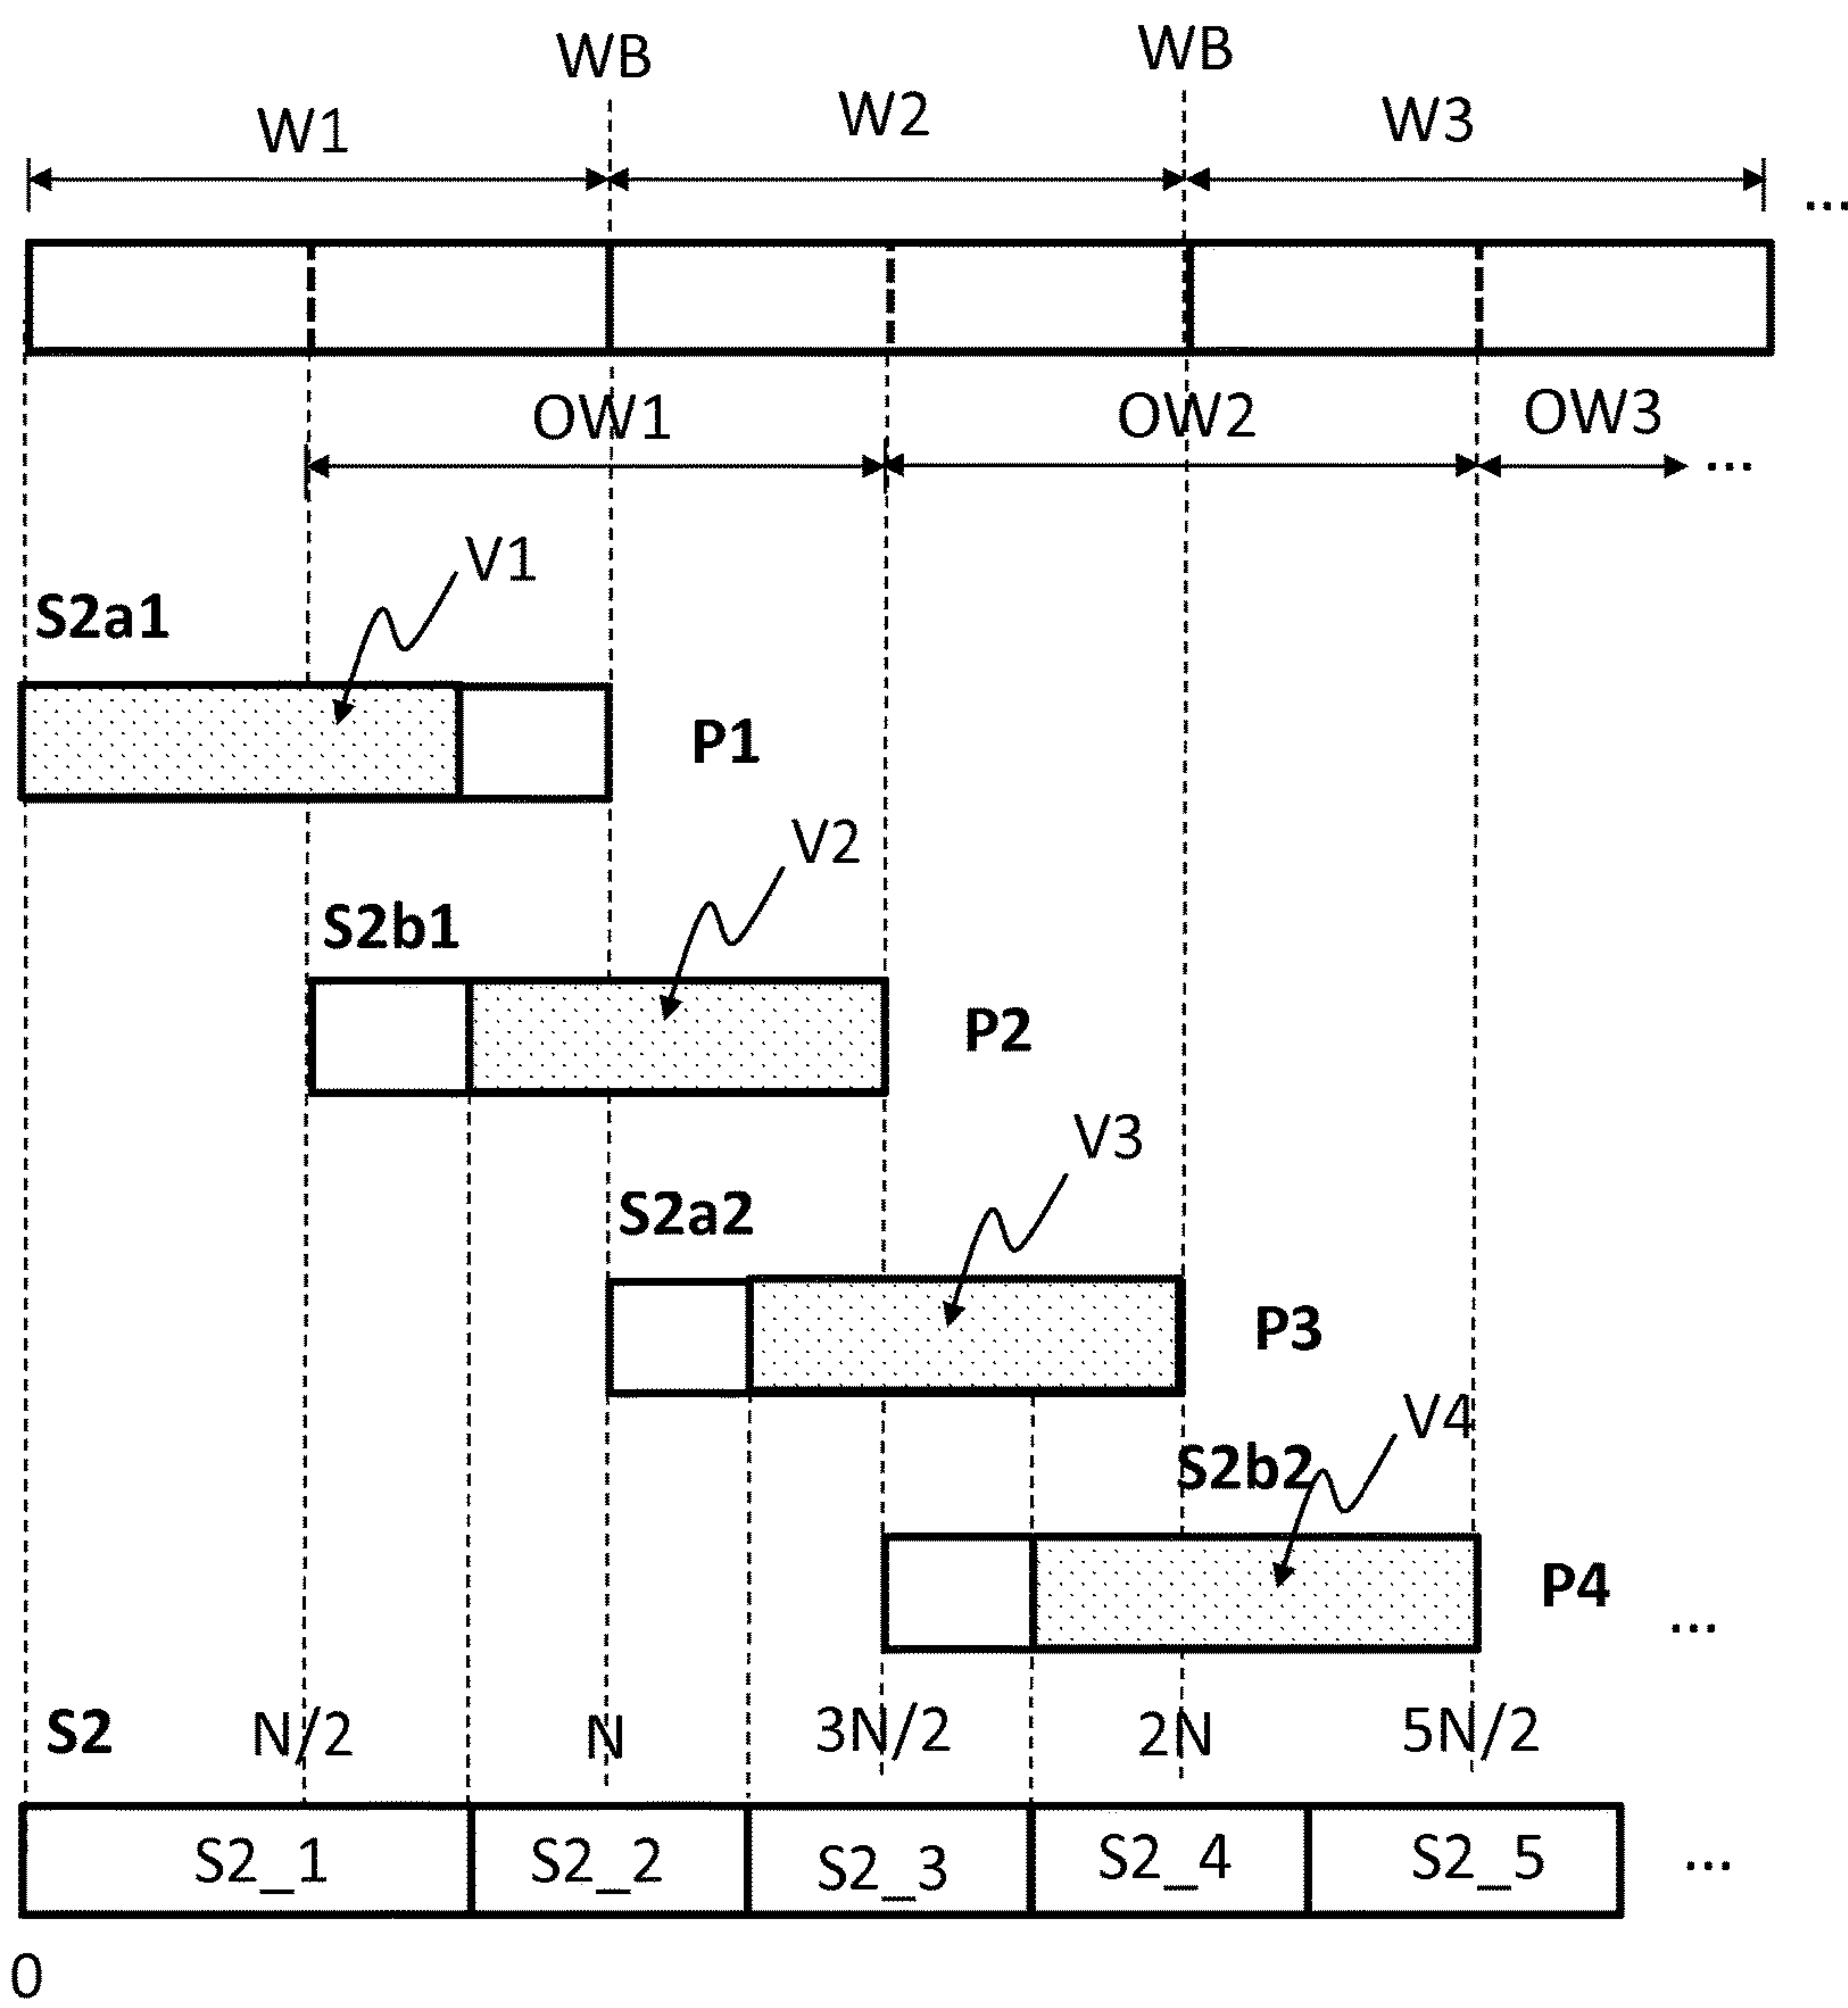 WB WB
W1 W2 W3
...
OW1 OW2 OW3
...
V1
S2a1
P1
V2
S2b1
P2
V3
S2a2
P3
V4
S2b2
P4
...
S2 N/2 N 3N/2 2N 5N/2
S2_1 S2_2 S2_3 S2_4 S2_5 ...
0